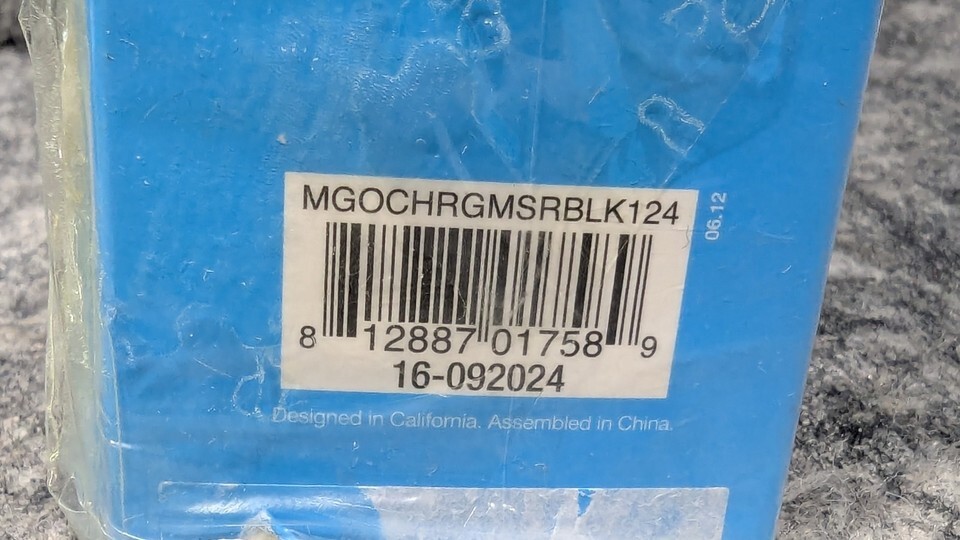 MGOCHRGMSRBLK124
06.12
8 12887 01758 9
16-092024
Designed in California. Assembled in China.